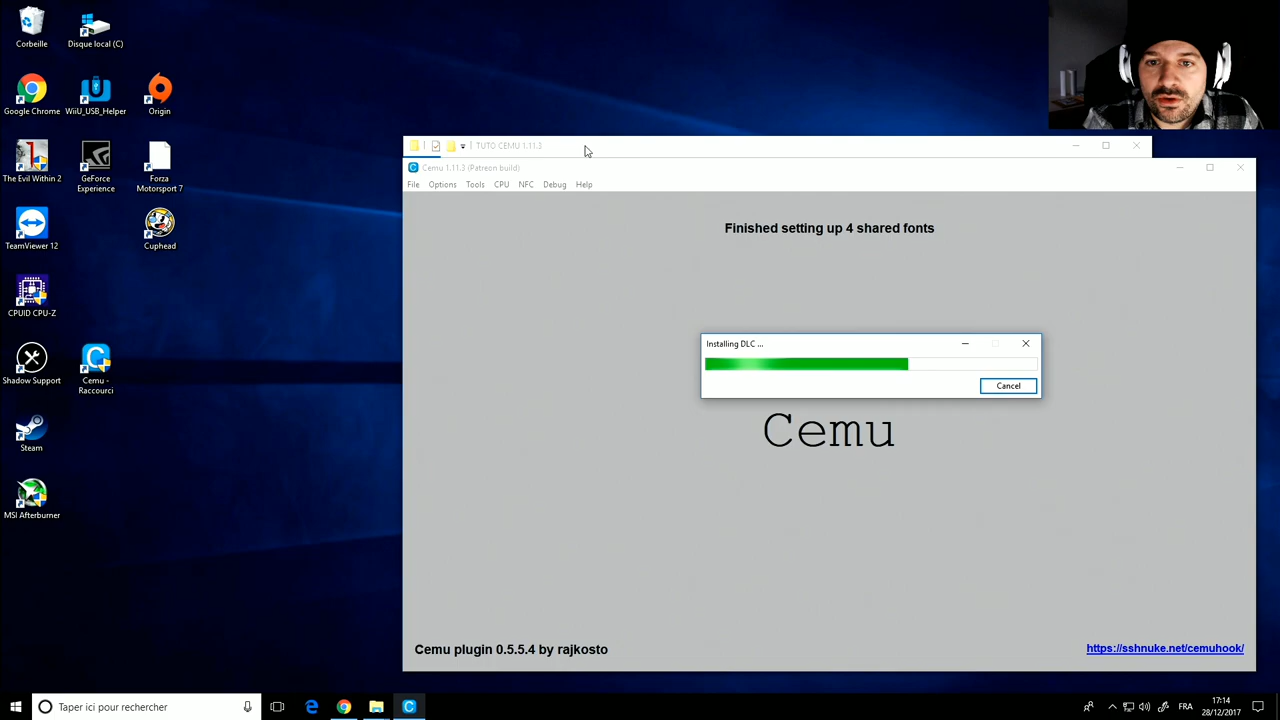 Corbeille
Disque local (C)
Google Chrome
WiiU_USB_Helper
Origin
The Evil Within 2
GeForce
Experience
Forza
Motorsport 7
TeamViewer 12
Cuphead
CPUID CPU-Z
Shadow Support
Cemu -
Raccourci
Steam
MSI Afterburner
TUTO CEMU 1.11.3
Cemu 1.11.3 (Patreon build)
File Options Tools CPU NFC Debug Help
Finished setting up 4 shared fonts
Installing DLC ...
Cancel
Cemu
Cemu plugin 0.5.5.4 by rajkosto
https://sshnuke.net/cemuhook/
Taper ici pour rechercher
FRA
17:14
28/12/2017